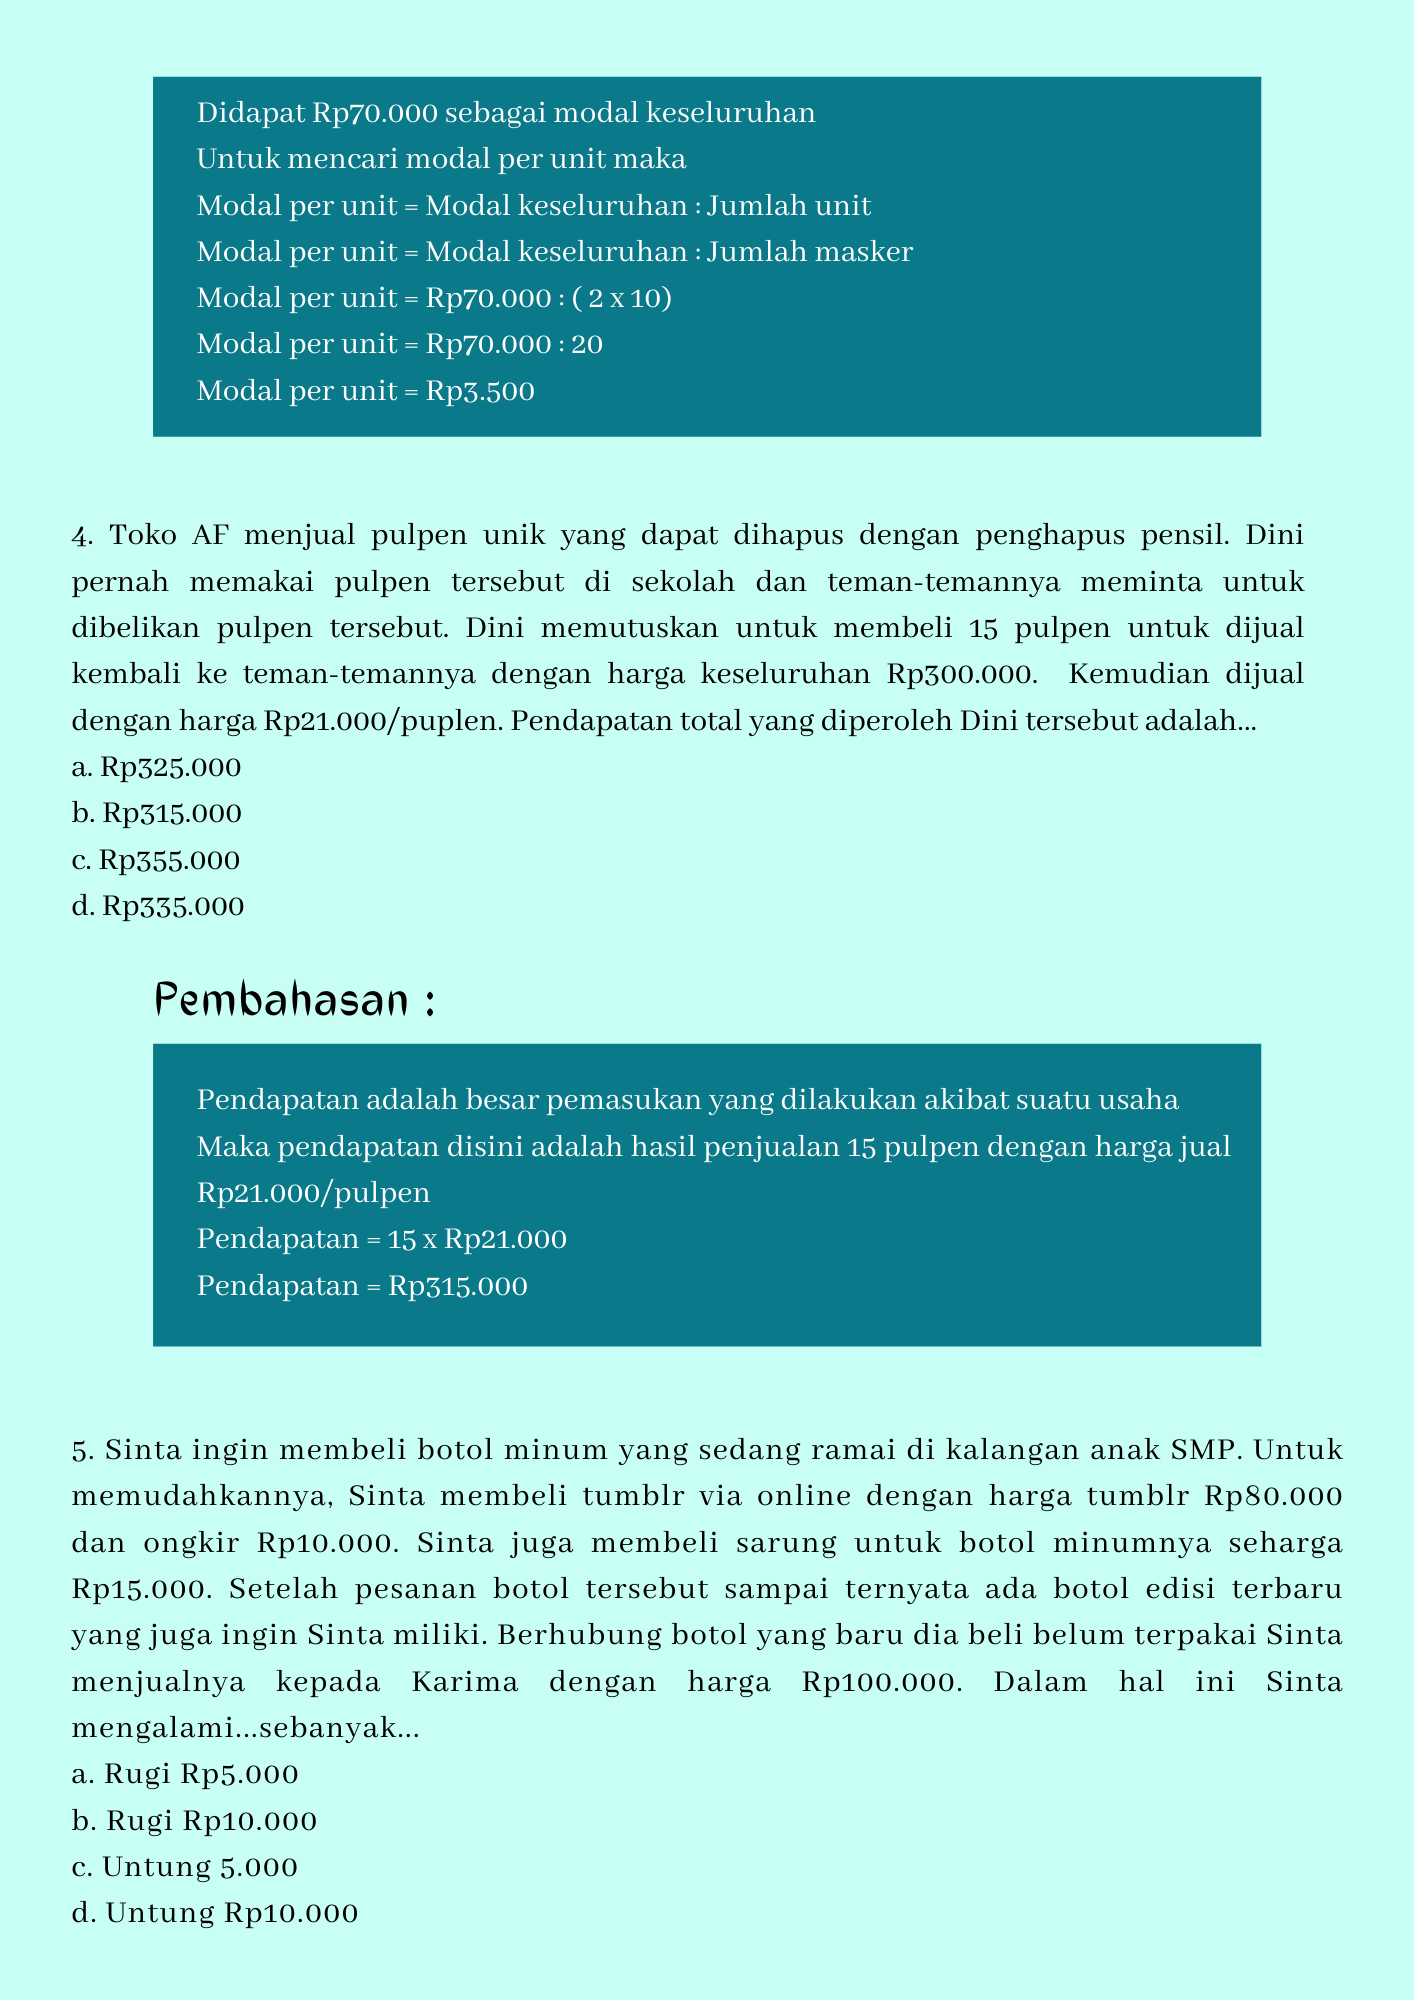 Didapat Rp70.000 sebagai modal keseluruhan
Untuk mencari modal per unit maka
Modal per unit = Modal keseluruhan : Jumlah unit
Modal per unit = Modal keseluruhan : Jumlah masker
Modal per unit = Rp70.000 : ( 2 x 10)
Modal per unit = Rp70.000 : 20
Modal per unit = Rp3.500
4. Toko AF menjual pulpen unik yang dapat dihapus dengan penghapus pensil. Dini
pernah memakai pulpen tersebut di sekolah dan teman-temannya meminta untuk
dibelikan pulpen tersebut. Dini memutuskan untuk membeli 15 pulpen untuk dijual
kembali ke teman-temannya dengan harga keseluruhan Rp300.000. Kemudian dijual
dengan harga Rp21.000/puplen. Pendapatan total yang diperoleh Dini tersebut adalah...
a. Rp325.000
b. Rp315.000
c. Rp355.000
d. Rp335.000
Pembahasan :
Pendapatan adalah besar pemasukan yang dilakukan akibat suatu usaha
Maka pendapatan disini adalah hasil penjualan 15 pulpen dengan harga jual
Rp21.000/pulpen
Pendapatan = 15 x Rp21.000
Pendapatan = Rp315.000
5. Sinta ingin membeli botol minum yang sedang ramai di kalangan anak SMP. Untuk
memudahkannya, Sinta membeli tumblr via online dengan harga tumblr Rp80.000
dan ongkir Rp10.000. Sinta juga membeli sarung untuk botol minumnya seharga
Rp15.000. Setelah pesanan botol tersebut sampai ternyata ada botol edisi terbaru
yang juga ingin Sinta miliki. Berhubung botol yang baru dia beli belum terpakai Sinta
menjualnya kepada Karima dengan harga Rp100.000. Dalam hal ini Sinta
mengalami...sebanyak...
a. Rugi Rp5.000
b. Rugi Rp10.000
c. Untung 5.000
d. Untung Rp10.000